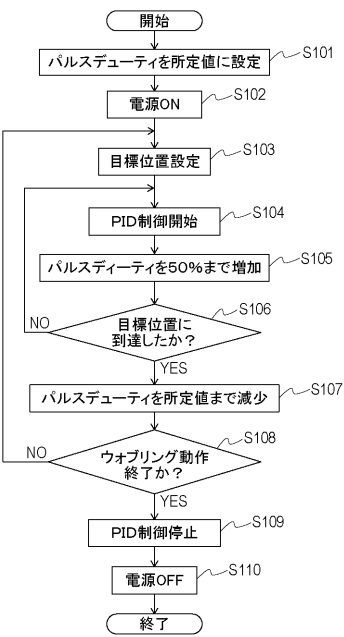 開始
パルスデューティを所定値に設定
S101
電源ON
S102
目標位置設定
S103
PID制御開始
S104
パルスディーティを50%まで増加
S105
目標位置に
到達したか？
S106
NO
YES
パルスデューティを所定値まで減少
S107
ウォブリング動作
終了か？
S108
NO
YES
PID制御停止
S109
電源OFF
S110
終了